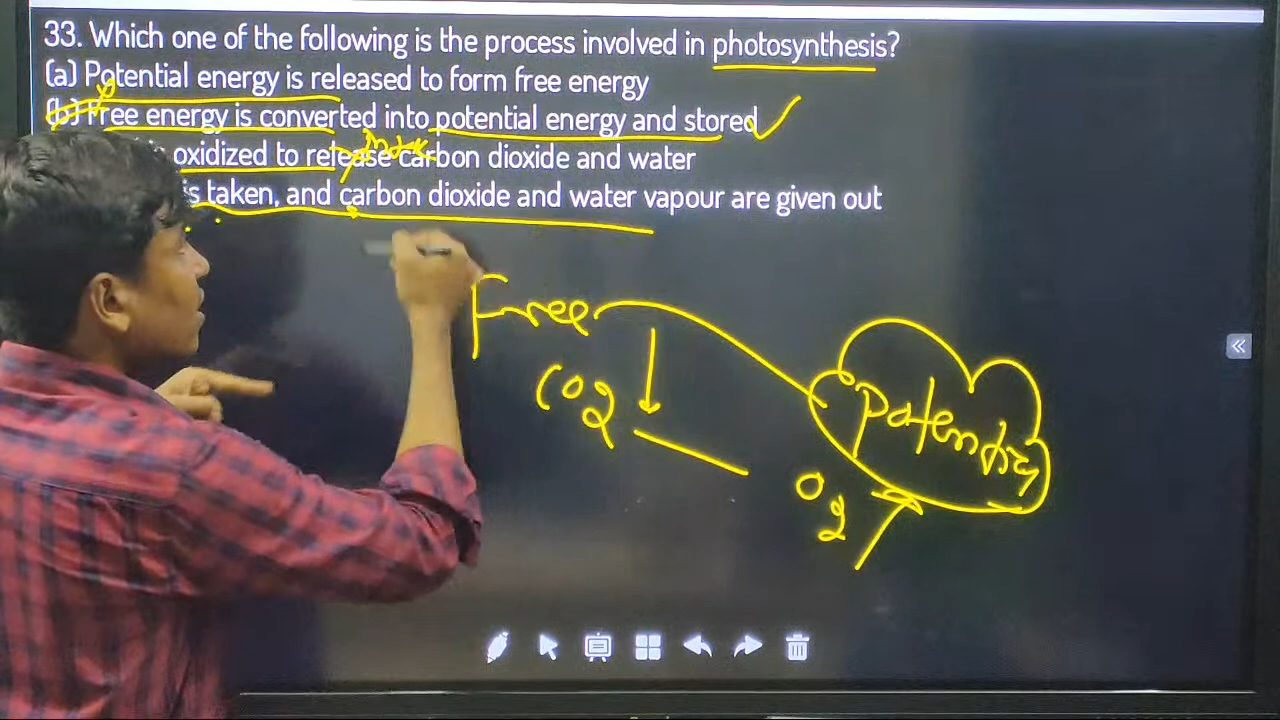 33. Which one of the following is the process involved in photosynthesis?
(a) Potential energy is released to form free energy
(b) Free energy is converted into potential energy and stored
oxidized to release carbon dioxide and water
is taken, and carbon dioxide and water vapour are given out
Free
CO2
O2